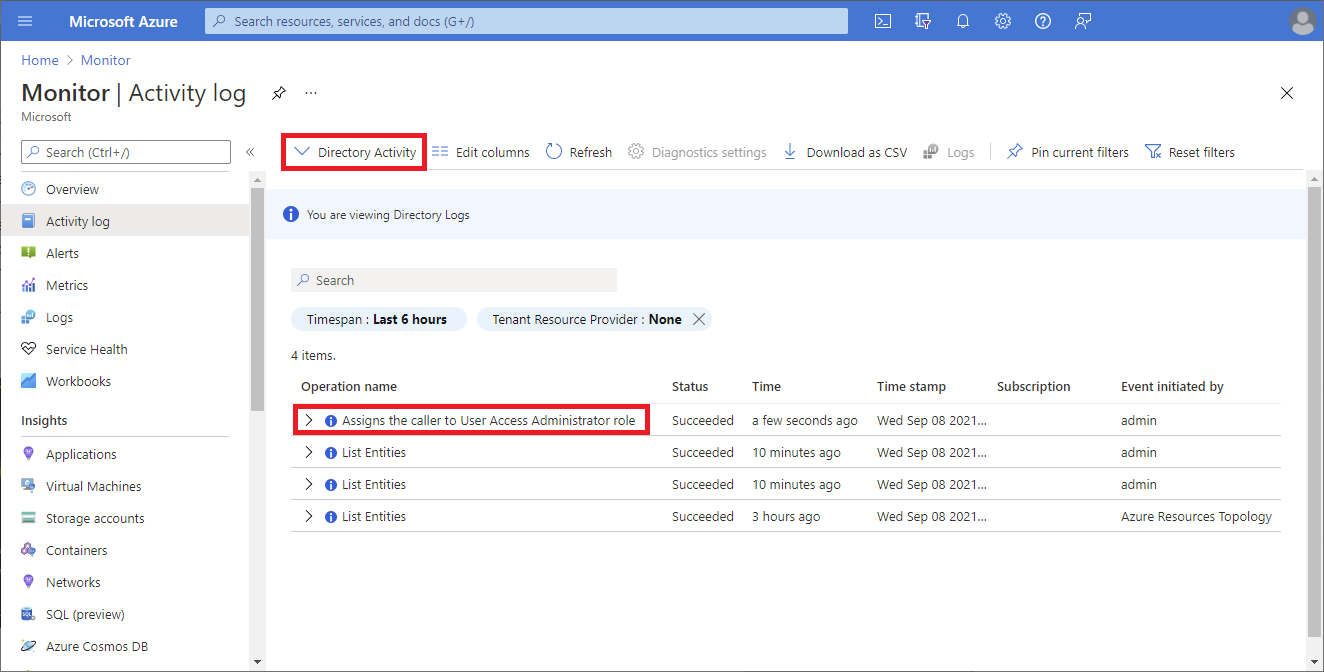 Microsoft Azure
Search resources, services, and docs (G+/)
Home > Monitor
Monitor | Activity log
...
Microsoft
Search (Ctrl+/)
«
Overview
Activity log
Alerts
Metrics
Logs
Service Health
Workbooks
Insights
Applications
Virtual Machines
Storage accounts
Containers
Networks
SQL (preview)
Azure Cosmos DB
Directory Activity Edit columns Refresh Diagnostics settings Download as CSV Logs Pin current filters Reset filters
You are viewing Directory Logs
Search
Timespan : Last 6 hours Tenant Resource Provider : None
4 items.
Operation name Status Time Time stamp Subscription Event initiated by
Assigns the caller to User Access Administrator role Succeeded a few seconds ago Wed Sep 08 2021... admin
List Entities Succeeded 10 minutes ago Wed Sep 08 2021... admin
List Entities Succeeded 10 minutes ago Wed Sep 08 2021... admin
List Entities Succeeded 3 hours ago Wed Sep 08 2021... Azure Resources Topology